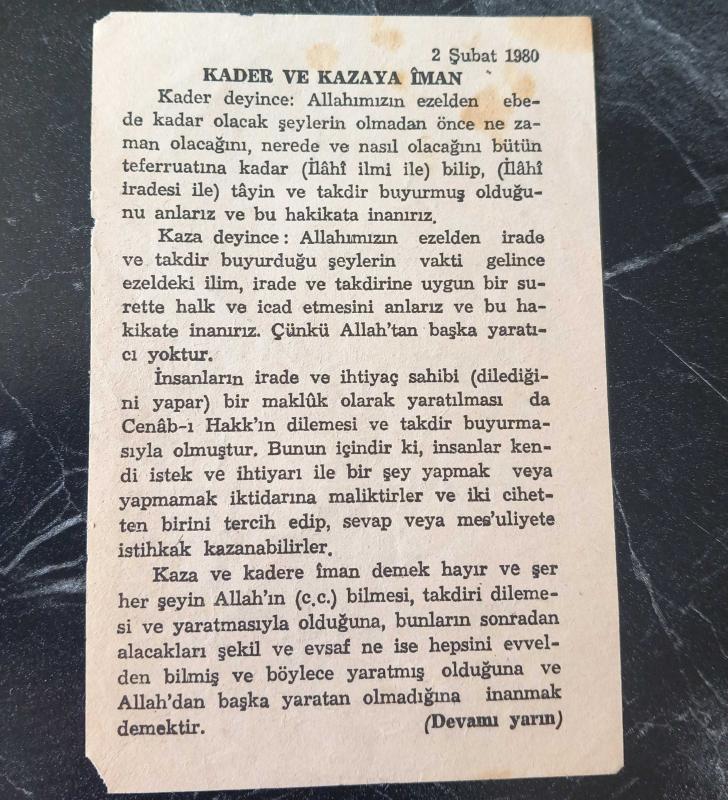 2 Şubat 1980
KADER VE KAZAYA ÎMAN
Kader deyince: Allahımızın ezelden ebe-
de kadar olacak şeylerin olmadan önce ne za-
man olacağını, nerede ve nasıl olacağını bütün
teferruatına kadar (İlâhî ilmi ile) bilip, (İlâhî
iradesi ile) tâyin ve takdir buyurmuş olduğu-
nu anlarız ve bu hakikata inanırız.
Kaza deyince: Allahımızın ezelden irade
ve takdir buyurduğu şeylerin vakti gelince
ezeldeki ilim, irade ve takdirine uygun bir su-
rette halk ve icad etmesini anlarız ve bu ha-
kikate inanırız. Çünkü Allah'tan başka yaratı-
cı yoktur.
İnsanların irade ve ihtiyaç sahibi (dilediği-
ni yapar) bir maklûk olarak yaratılması da
Cenâb-ı Hakk'ın dilemesi ve takdir buyurma-
sıyla olmuştur. Bunun içindir ki, insanlar ken-
di istek ve ihtiyarı ile bir şey yapmak veya
yapmamak iktidarına maliktirler ve iki cihet-
ten birini tercih edip, sevap veya mes'uliyete
istihkak kazanabilirler.
Kaza ve kadere îman demek hayır ve şer
her şeyin Allah'ın (c.c.) bilmesi, takdiri dileme-
si ve yaratmasıyla olduğuna, bunların sonradan
alacakları şekil ve evsaf ne ise hepsini evvel-
den bilmiş ve böylece yaratmış olduğuna ve
Allah'dan başka yaratan olmadığına inanmak
demektir. (Devamı yarın)